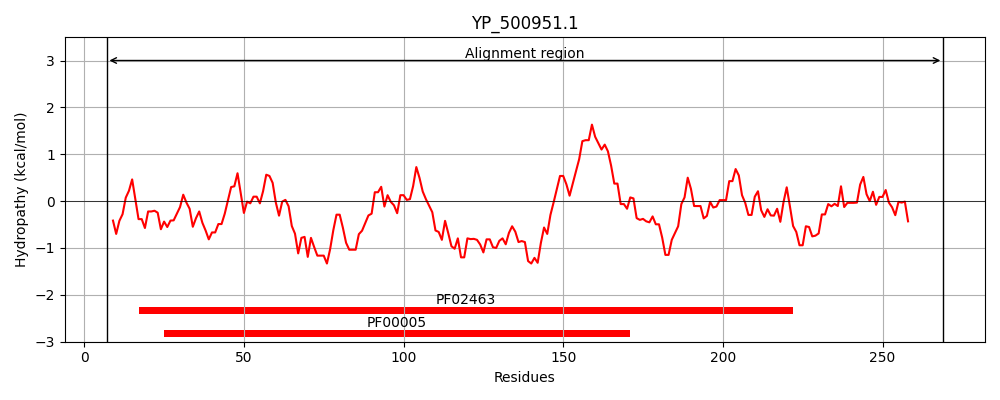 YP_500951.1
Alignment region
Hydropathy (kcal/mol)
3
2
1
0
−1
−2
−3
PF02463
PF00005
0
50
100
150
200
250
Residues